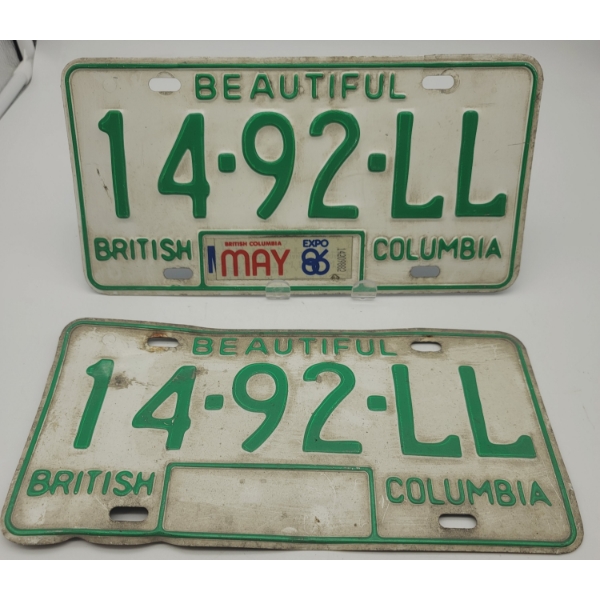 BEAUTIFUL
14-92-LL
BRITISH COLUMBIA
BRITISH COLUMBIA
MAY EXPO 86
BEAUTIFUL
14-92-LL
BRITISH COLUMBIA